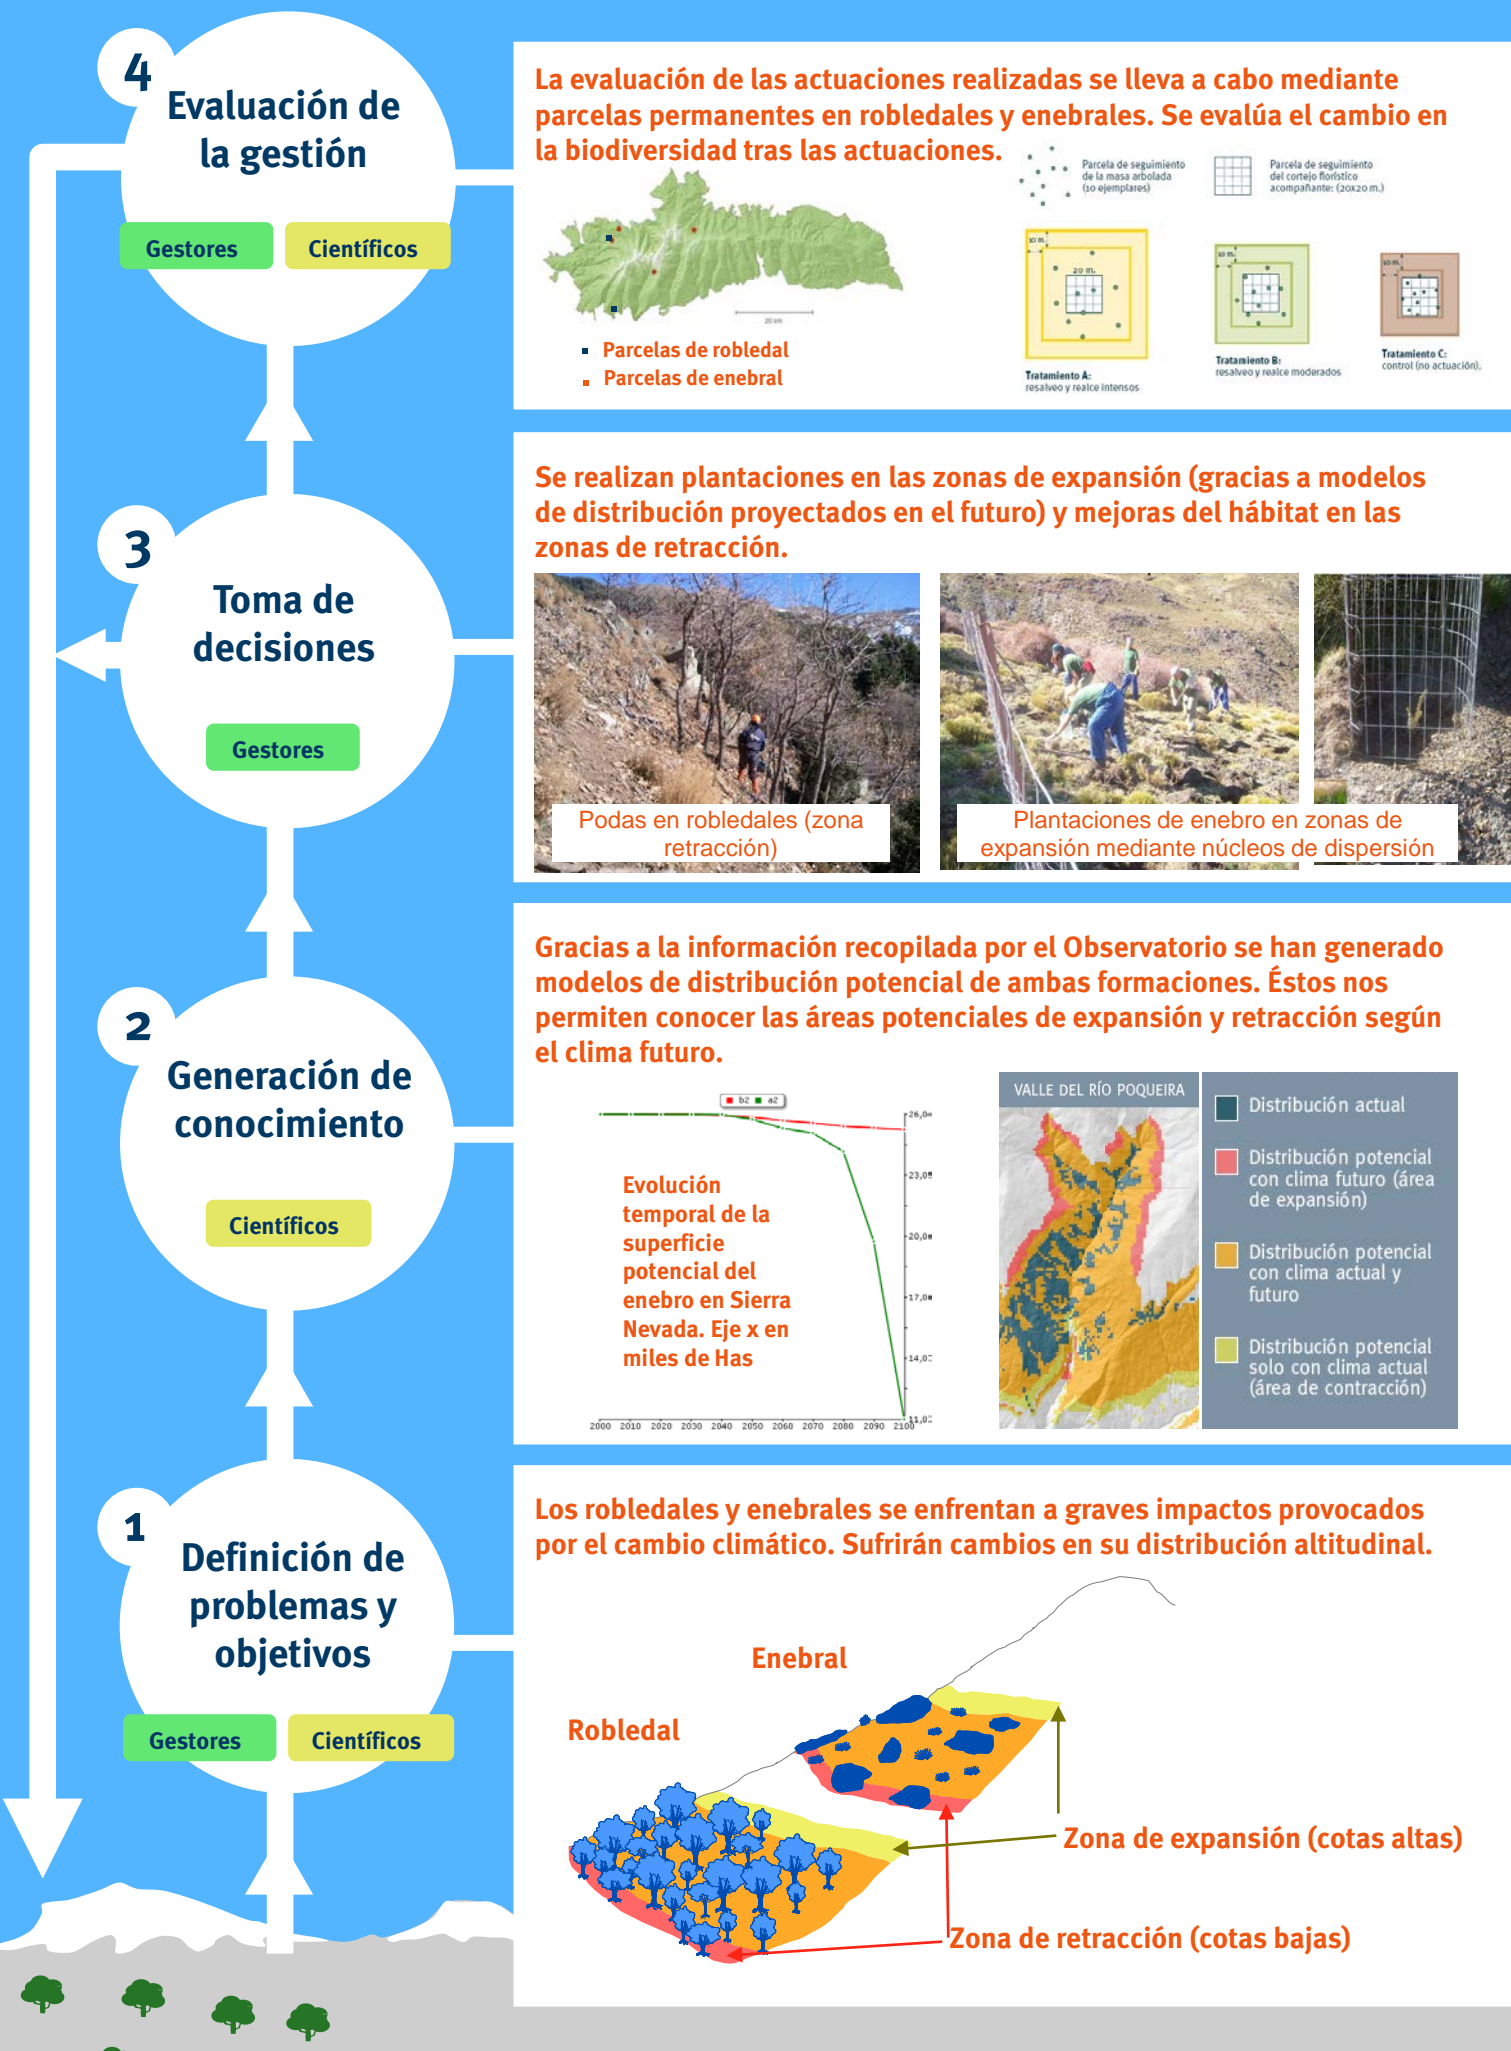 4
Evaluación de
la gestión
Gestores
Científicos
La evaluación de las actuaciones realizadas se lleva a cabo mediante
parcelas permanentes en robledales y enebrales. Se evalúa el cambio en
la biodiversidad tras las actuaciones.
Parcela de seguimiento
de la masa arbolada
(10 ejemplares)
Parcela de seguimiento
del cortejo florístico
acompañante: (20x20 m.)
20 km
Parcelas de robledal
Parcelas de enebral
10 m.
20 m.
Tratamiento A:
resalveo y realce intensos
10 m.
Tratamiento B:
resalveo y realce moderados
10 m.
Tratamiento C:
control (no actuación).
3
Toma de
decisiones
Gestores
Se realizan plantaciones en las zonas de expansión (gracias a modelos
de distribución proyectados en el futuro) y mejoras del hábitat en las
zonas de retracción.
Podas en robledales (zona
retracción)
Plantaciones de enebro en zonas de
expansión mediante núcleos de dispersión
2
Generación de
conocimiento
Científicos
Gracias a la información recopilada por el Observatorio se han generado
modelos de distribución potencial de ambas formaciones. Éstos nos
permiten conocer las áreas potenciales de expansión y retracción según
el clima futuro.
b2 a2
Evolución
temporal de la
superficie
potencial del
enebro en Sierra
Nevada. Eje x en
miles de Has
2000 2010 2020 2030 2040 2050 2060 2070 2080 2090 2100
VALLE DEL RÍO POQUEIRA
Distribución actual
Distribución potencial
con clima futuro (área
de expansión)
Distribución potencial
con clima actual y
futuro
Distribución potencial
solo con clima actual
(área de contracción)
1
Definición de
problemas y
objetivos
Gestores
Científicos
Los robledales y enebrales se enfrentan a graves impactos provocados
por el cambio climático. Sufrirán cambios en su distribución altitudinal.
Enebral
Robledal
Zona de expansión (cotas altas)
Zona de retracción (cotas bajas)